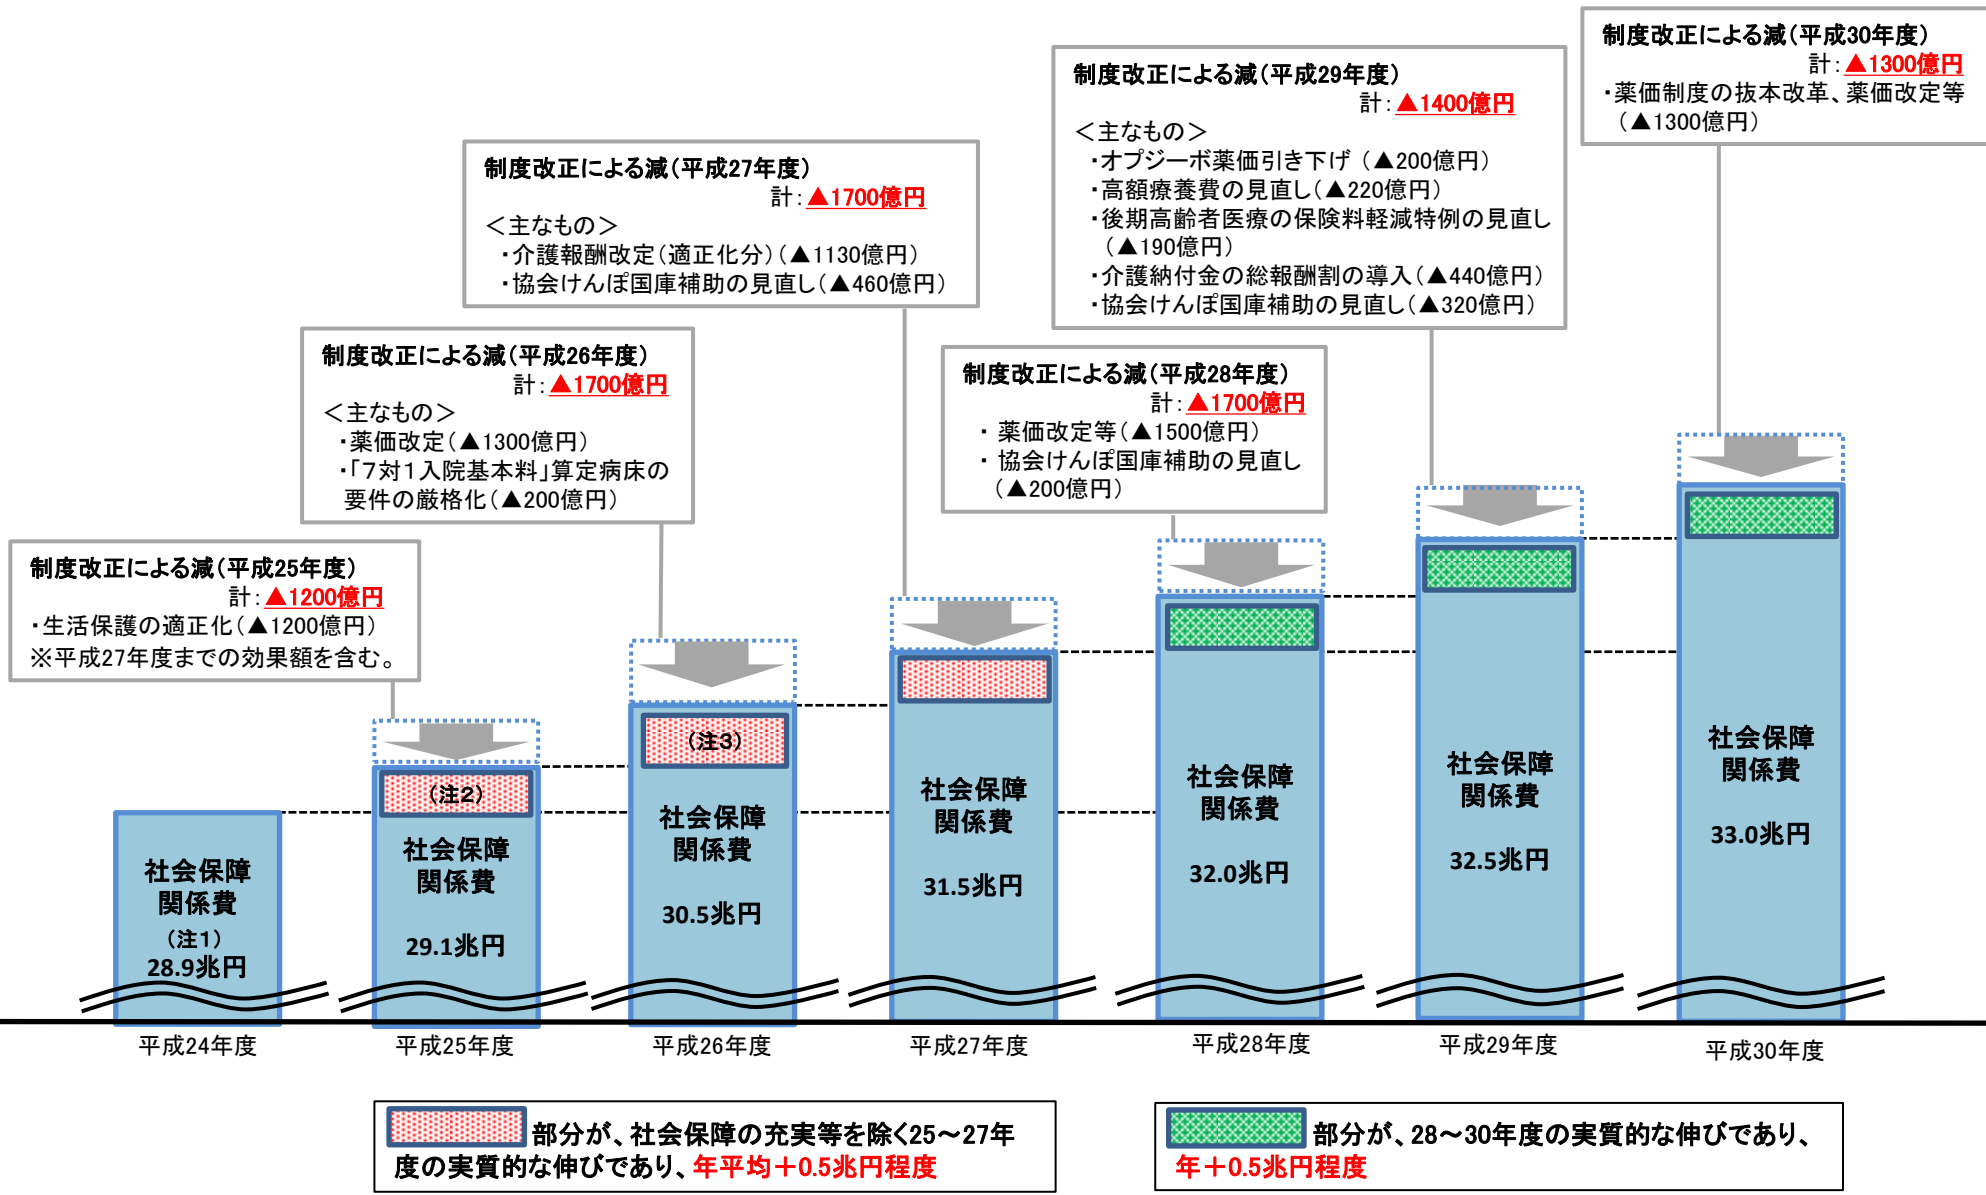 制度改正による減(平成25年度)
計:▲1200億円
・生活保護の適正化(▲1200億円)
※平成27年度までの効果額を含む。
制度改正による減(平成26年度)
計:▲1700億円
＜主なもの＞
・薬価改定(▲1300億円)
・「7対1入院基本料」算定病床の
要件の厳格化(▲200億円)
制度改正による減(平成27年度)
計:▲1700億円
＜主なもの＞
・介護報酬改定(適正化分)(▲1130億円)
・協会けんぽ国庫補助の見直し(▲460億円)
制度改正による減(平成28年度)
計:▲1700億円
・ 薬価改定等(▲1500億円)
・ 協会けんぽ国庫補助の見直し
(▲200億円)
制度改正による減(平成29年度)
計:▲1400億円
＜主なもの＞
・オプジーボ薬価引き下げ (▲200億円)
・高額療養費の見直し(▲220億円)
・後期高齢者医療の保険料軽減特例の見直し
(▲190億円)
・介護納付金の総報酬割の導入(▲440億円)
・協会けんぽ国庫補助の見直し(▲320億円)
制度改正による減(平成30年度)
計:▲1300億円
・薬価制度の抜本改革、薬価改定等
(▲1300億円)
社会保障
関係費
(注1)
28.9兆円
(注2)
社会保障
関係費
29.1兆円
(注3)
社会保障
関係費
30.5兆円
社会保障
関係費
31.5兆円
社会保障
関係費
32.0兆円
社会保障
関係費
32.5兆円
社会保障
関係費
33.0兆円
平成24年度
平成25年度
平成26年度
平成27年度
平成28年度
平成29年度
平成30年度
部分が、社会保障の充実等を除く25～27年
度の実質的な伸びであり、年平均＋0.5兆円程度
部分が、28～30年度の実質的な伸びであり、
年＋0.5兆円程度